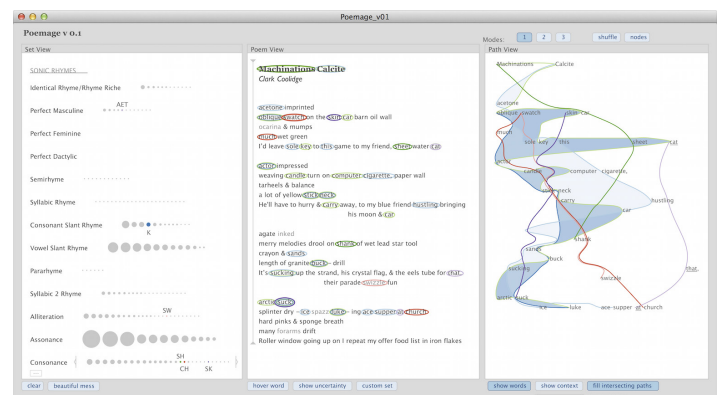 Poemage_v01
Poemage v 0.1
Modes: 1 2 3 shuffle nodes
Set View
Poem View
Path View
SONIC RHYMES
Identical Rhyme/Rhyme Riche
AET
Perfect Masculine
Perfect Feminine
Perfect Dactylic
Semirhyme
Syllabic Rhyme
Consonant Slant Rhyme
K
Vowel Slant Rhyme
Pararhyme
Syllabic 2 Rhyme
SW
Alliteration
Assonance
SH
Consonance
CH SK
clear beautiful mess
Machinations Calcite
Clark Coolidge
acetone imprinted
oblique swatch on the skin car barn oil wall
ocarina & mumps
much wet green
I'd leave sole key to this game to my friend, sheet water cat
actor impressed
weaving candle turn on computer cigarette, paper wall
tarheels & balance
a lot of yellow stick neck
He'll have to hurry & carry away, to my blue friend hustling bringing
his moon & car
agate inked
merry melodies drool on shank of wet lead star tool
crayon & sands
length of granite buck – drill
It's sucking up the strand, his crystal flag, & the eels tube for that
their parade swizzle fun
arctic suck
splinter dry – ice spazz fluke – ing ace supper at church
hard pinks & sponge breath
many forarms drift
Roller window going up on I repeat my offer food list in iron flakes
hover word show uncertainty custom set
Machinations Calcite
acetone
oblique swatch skin car
much
sole key this sheet cat
actor
candle computer cigarette,
stick neck
carry hustling
car
shank
sands
buck
sucking that
swizzle
arctic suck
ice fluke ace supper at church
show words show context fill intersecting paths